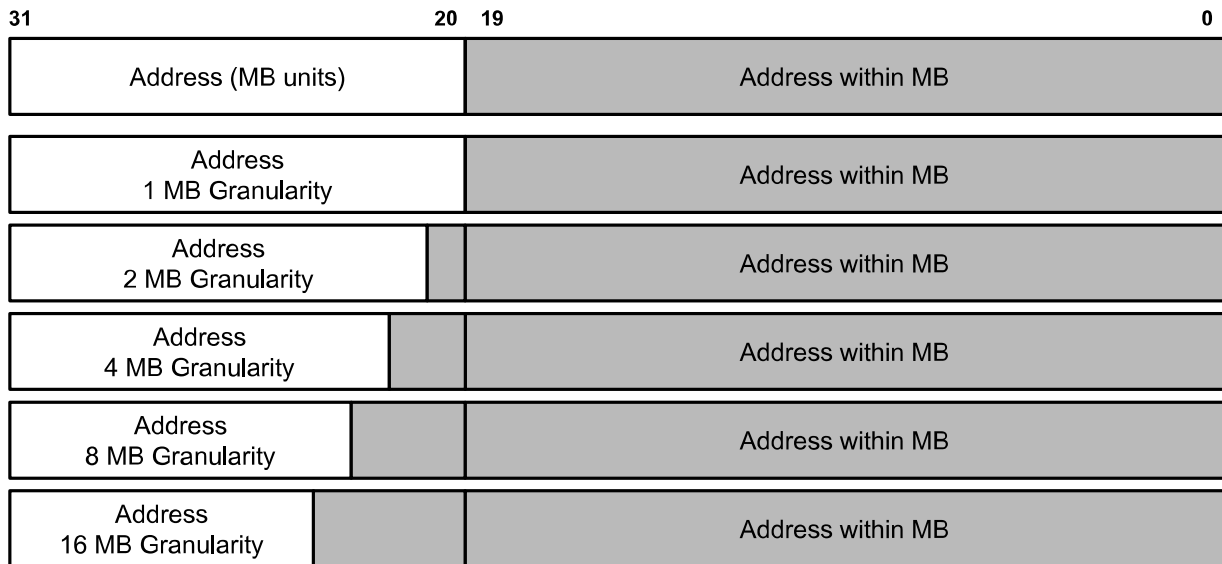 31 20 19 0
Address (MB units) Address within MB
Address
1 MB Granularity
Address within MB
Address
2 MB Granularity
Address within MB
Address
4 MB Granularity
Address within MB
Address
8 MB Granularity
Address within MB
Address
16 MB Granularity
Address within MB